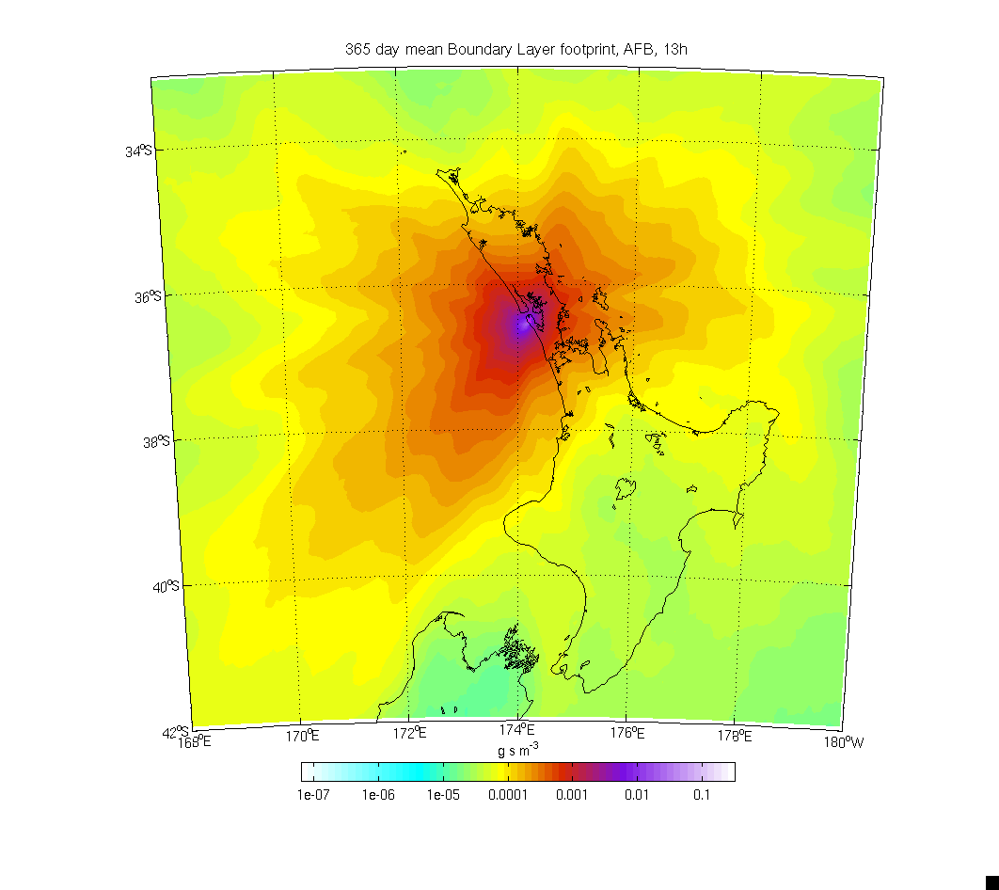 365 day mean Boundary Layer footprint, AFB, 13h
34°S
36°S
38°S
40°S
42°S
168°E 170°E 172°E 174°E 176°E 178°E 180°W
g s m⁻³
1e-07 1e-06 1e-05 0.0001 0.001 0.01 0.1